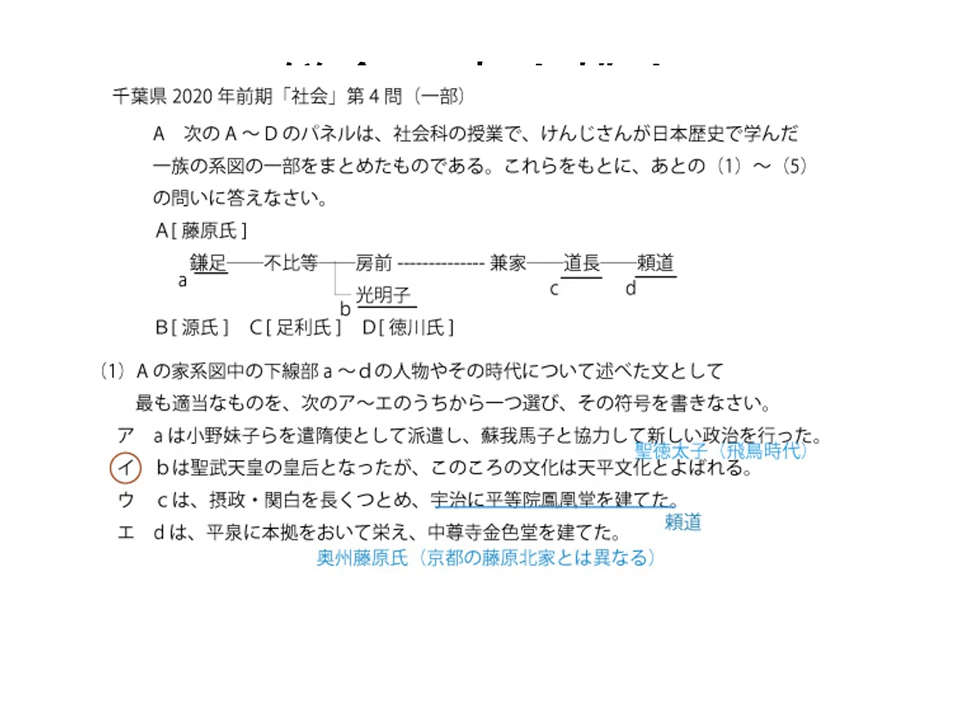 千葉県 2020 年前期「社会」第 4 問（一部）
A　次の A ～ D のパネルは、社会科の授業で、けんじさんが日本歴史で学んだ
一族の系図の一部をまとめたものである。これらをもとに、あとの（1）～（5）
の問いに答えなさい。
A [ 藤原氏 ]
鎌足 不比等 房前 -------------- 兼家 道長 頼道
a c d
光明子
b
B [ 源氏 ]　C [ 足利氏 ]　D [ 徳川氏 ]
（1）A の家系図中の下線部 a ～ d の人物やその時代について述べた文として
最も適当なものを、次のア～エのうちから一つ選び、その符号を書きなさい。
ア　a は小野妹子らを遣隋使として派遣し、蘇我馬子と協力して新しい政治を行った。
聖徳太子（飛鳥時代）
イ　b は聖武天皇の皇后となったが、このころの文化は天平文化とよばれる。
ウ　c は、摂政・関白を長くつとめ、宇治に平等院鳳凰堂を建てた。
頼道
エ　d は、平泉に本拠をおいて栄え、中尊寺金色堂を建てた。
奥州藤原氏（京都の藤原北家とは異なる）